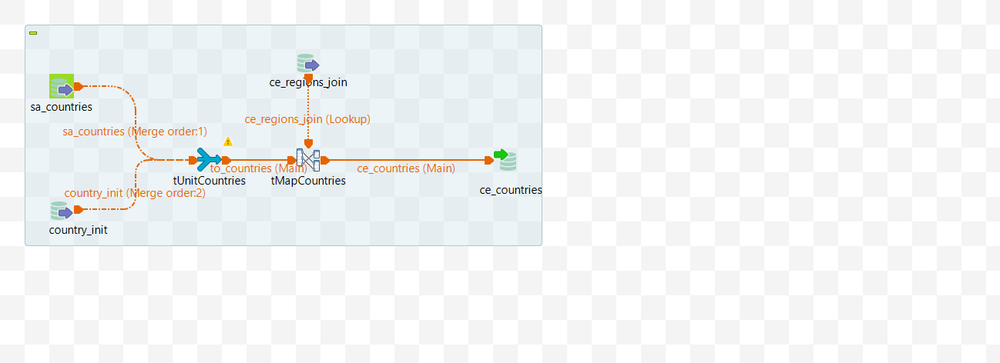 ce_regions_join
sa_countries
ce_regions_join (Lookup)
sa_countries (Merge order:1)
to_countries (Main)
ce_countries (Main)
tUnitCountries
tMapCountries
ce_countries
country_init (Merge order:2)
country_init